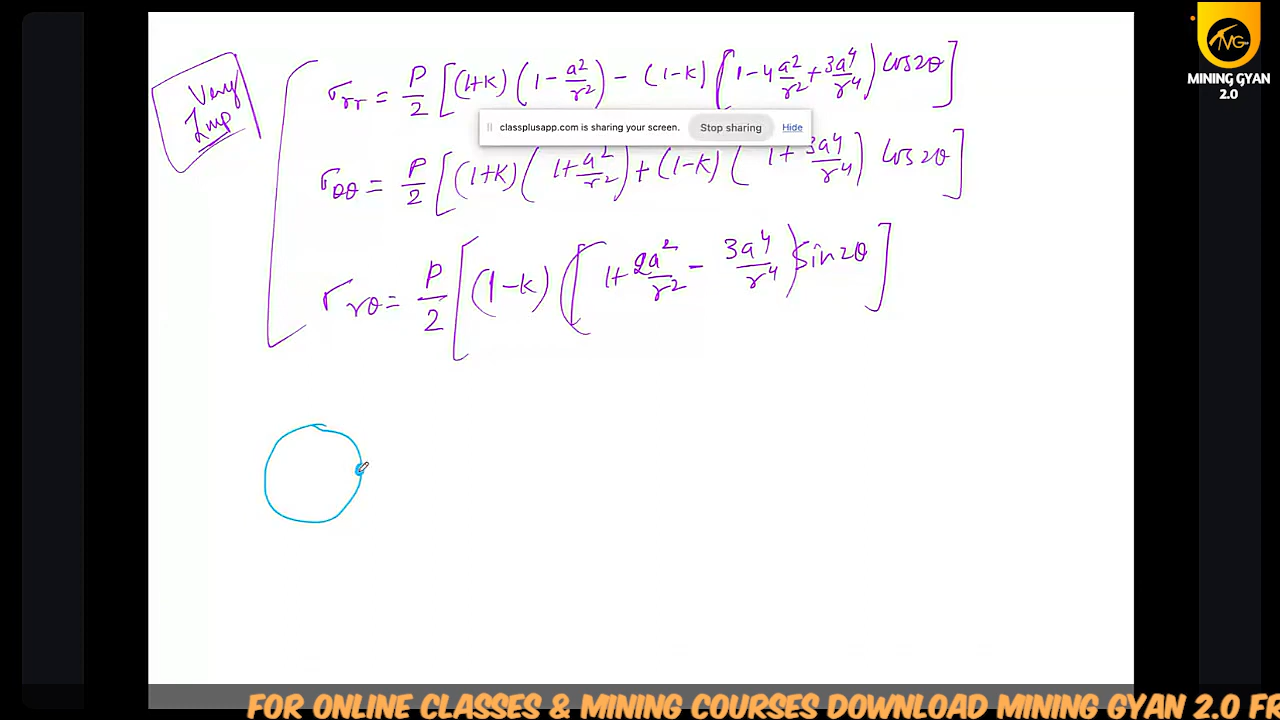 Very
Imp
σrr = P/2 [(1+K) (1 - a²/r²) - (1-K) (1 - 4a²/r² + 3a⁴/r⁴) cos2θ]
classplusapp.com is sharing your screen. Stop sharing Hide
σθθ = P/2 [(1+K) (1 + a²/r²) + (1-K) (1 + 3a⁴/r⁴) cos2θ]
σrθ = P/2 [(1-K) (1 + 2a²/r² - 3a⁴/r⁴) sin2θ]
MINING GYAN
2.0
FOR ONLINE CLASSES & MINING COURSES DOWNLOAD MINING GYAN 2.0 FR